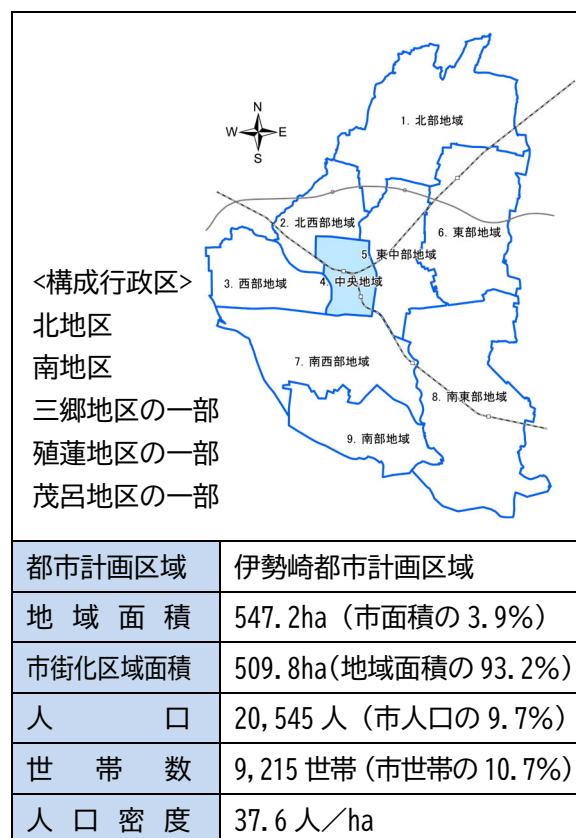 N
W E
S
1. 北部地域
2. 北西部地域
6. 東部地域
5. 東中部地域
3. 西部地域
4. 中央地域
7. 南西部地域
8. 南東部地域
9. 南部地域
<構成行政区>
北地区
南地区
三郷地区の一部
殖蓮地区の一部
茂呂地区の一部
都市計画区域 伊勢崎都市計画区域
地域面積 547.2ha（市面積の 3.9%）
市街化区域面積 509.8ha(地域面積の 93.2%)
人口 20,545 人（市人口の 9.7%）
世帯数 9,215 世帯（市世帯の 10.7%）
人口密度 37.6 人／ha